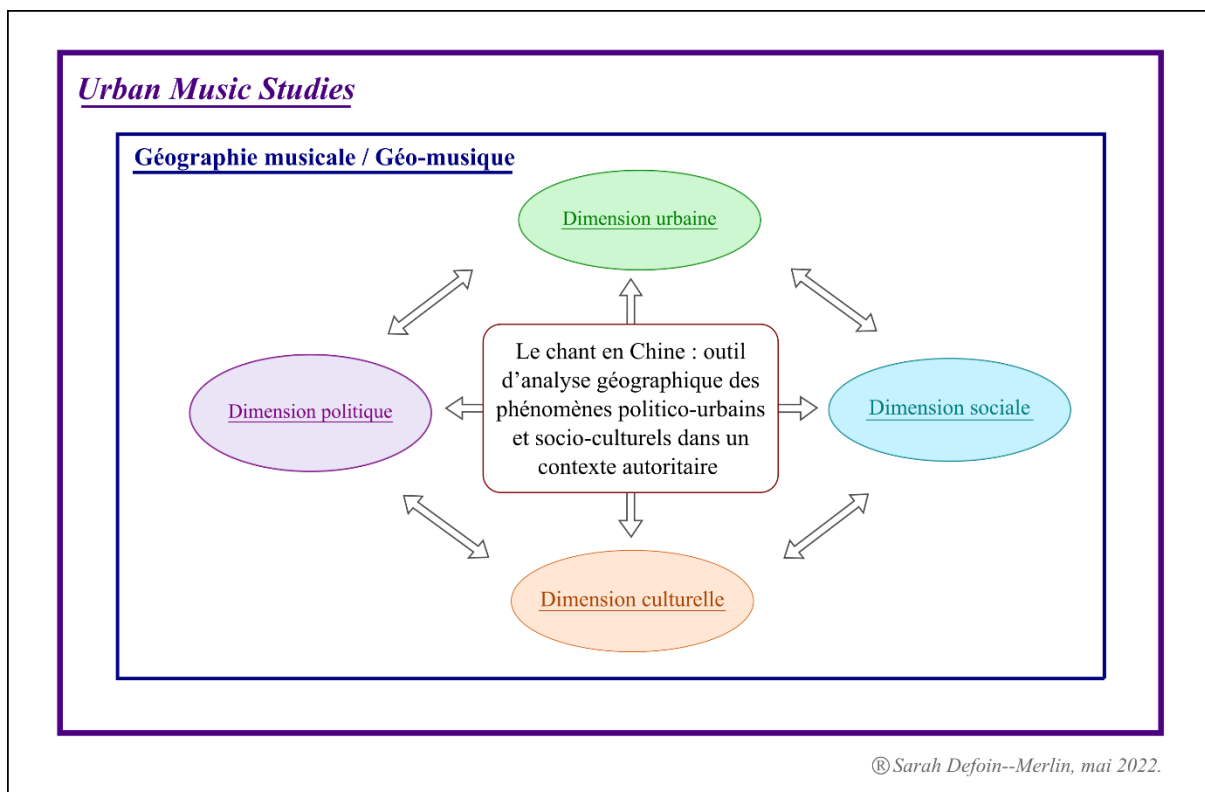 Urban Music Studies
Géographie musicale / Géo-musique
Dimension urbaine
Le chant en Chine : outil
d’analyse géographique des
phénomènes politico-urbains
et socio-culturels dans un
contexte autoritaire
Dimension politique
Dimension sociale
Dimension culturelle
®Sarah Defoin--Merlin, mai 2022.